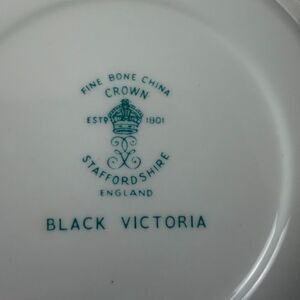 FINE BONE CHINA
CROWN
ESTD 1801
STAFFORDSHIRE
ENGLAND
BLACK VICTORIA